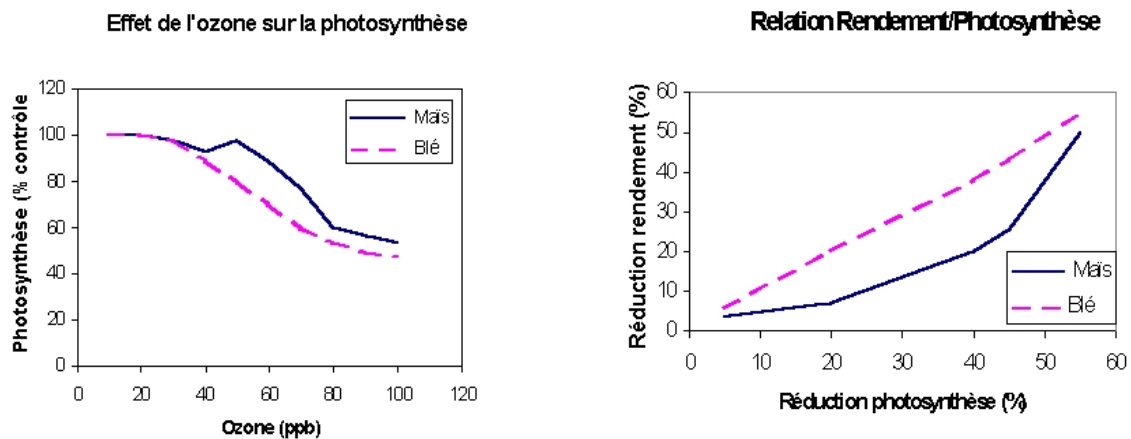 Effet de l'ozone sur la photosynthèse
Photosynthèse (% contrôle
120
100
80
60
40
20
0
Maïs
Blé
0 20 40 60 80 100 120
Ozone (ppb)
Relation Rendement/Photosynthèse
Réduction rendement (%)
60
50
40
30
20
10
0
Maïs
Blé
0 10 20 30 40 50 60
Réduction photosynthèse (%)